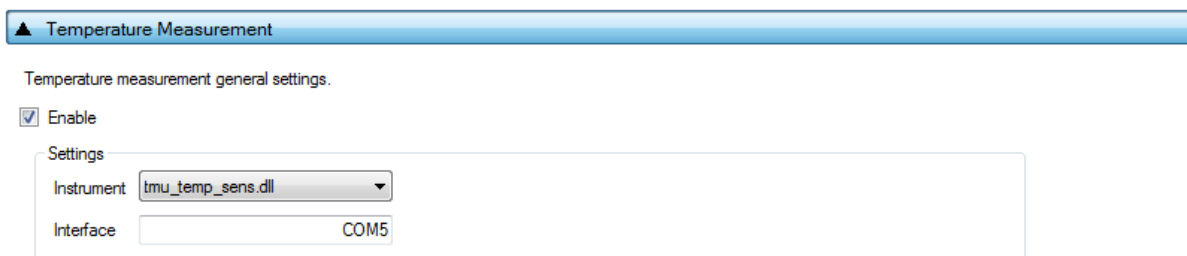 Temperature Measurement
Temperature measurement general settings.
Enable
Settings
Instrument tmu_temp_sens.dll
Interface COM5